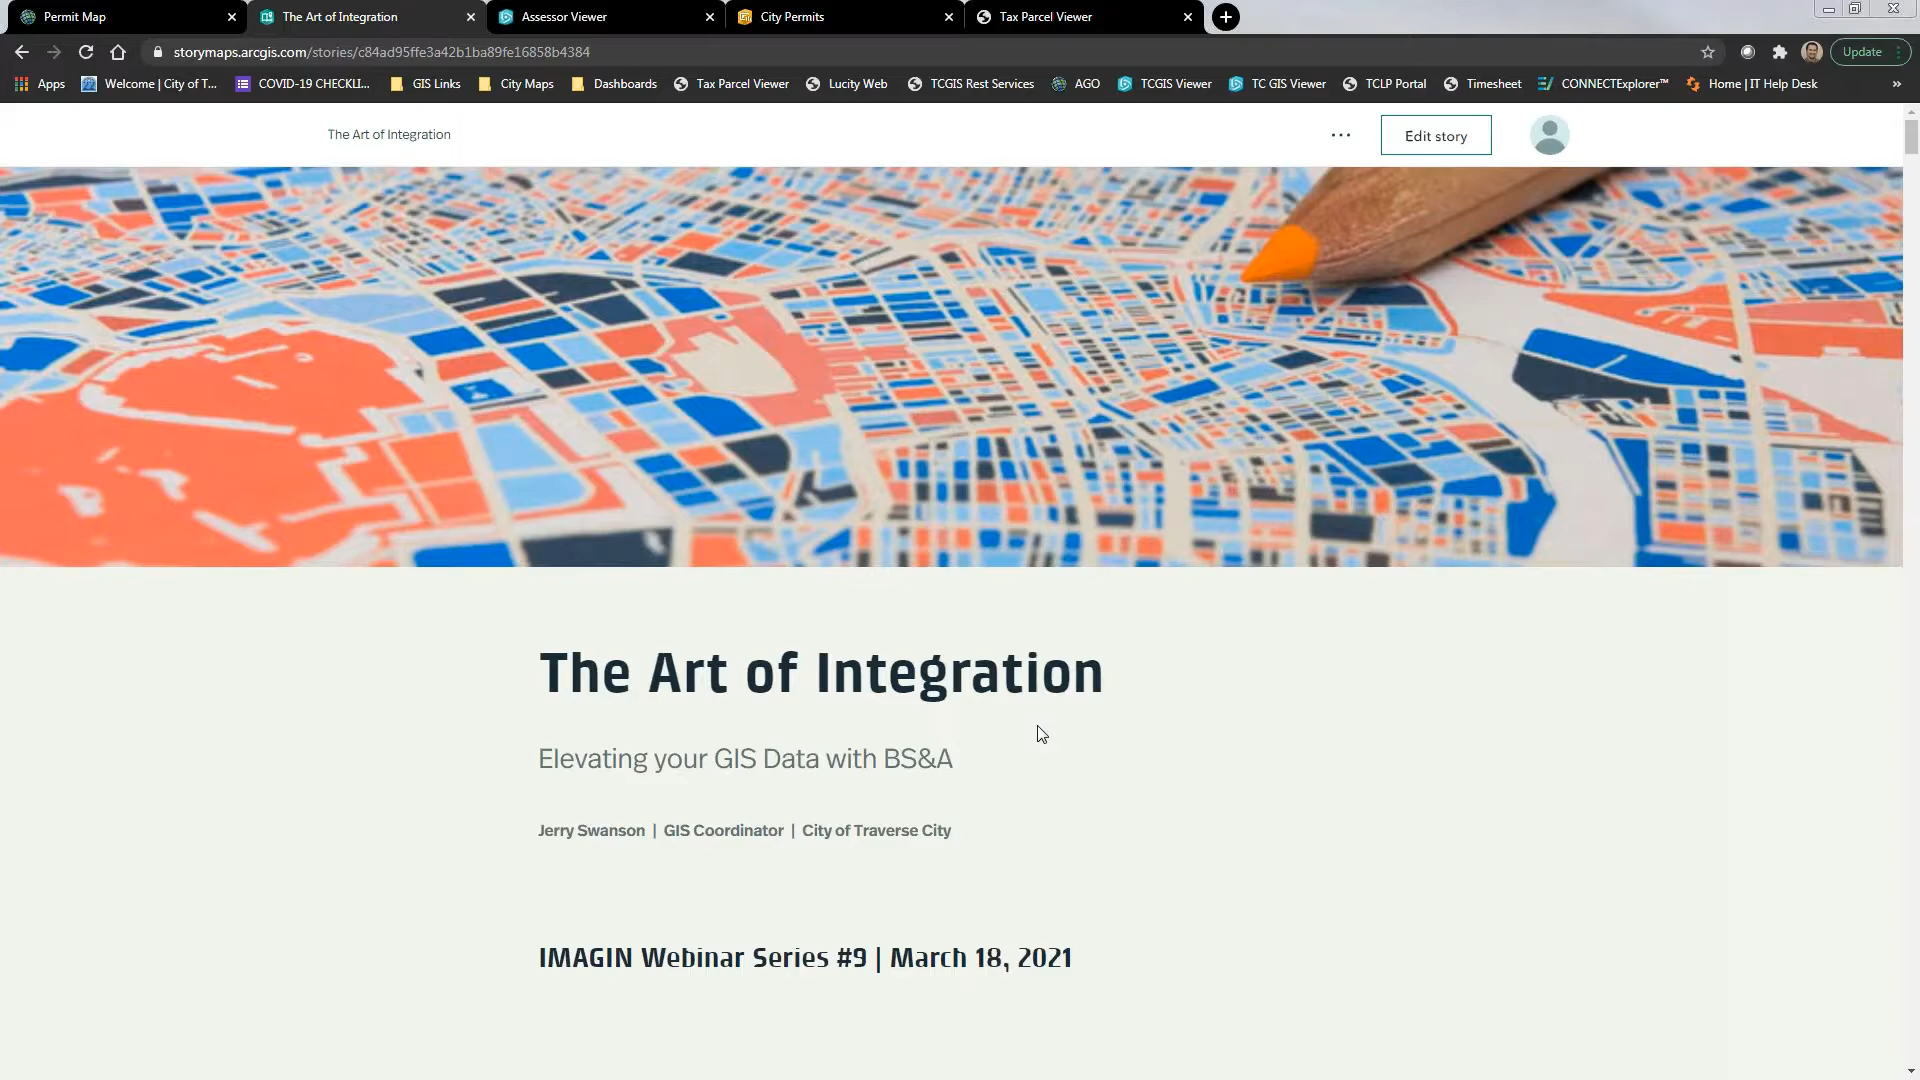 Permit Map
The Art of Integration
Assessor Viewer
City Permits
Tax Parcel Viewer
storymaps.arcgis.com/stories/c84ad95ffe3a42b1ba89fe16858b4384
Update
Apps
Welcome | City of T...
COVID-19 CHECKLI...
GIS Links
City Maps
Dashboards
Tax Parcel Viewer
Lucity Web
TCGIS Rest Services
AGO
TCGIS Viewer
TC GIS Viewer
TCLP Portal
Timesheet
CONNECTExplorer™
Home | IT Help Desk
»
The Art of Integration
Edit story
The Art of Integration
Elevating your GIS Data with BS&A
Jerry Swanson | GIS Coordinator | City of Traverse City
IMAGIN Webinar Series #9 | March 18, 2021